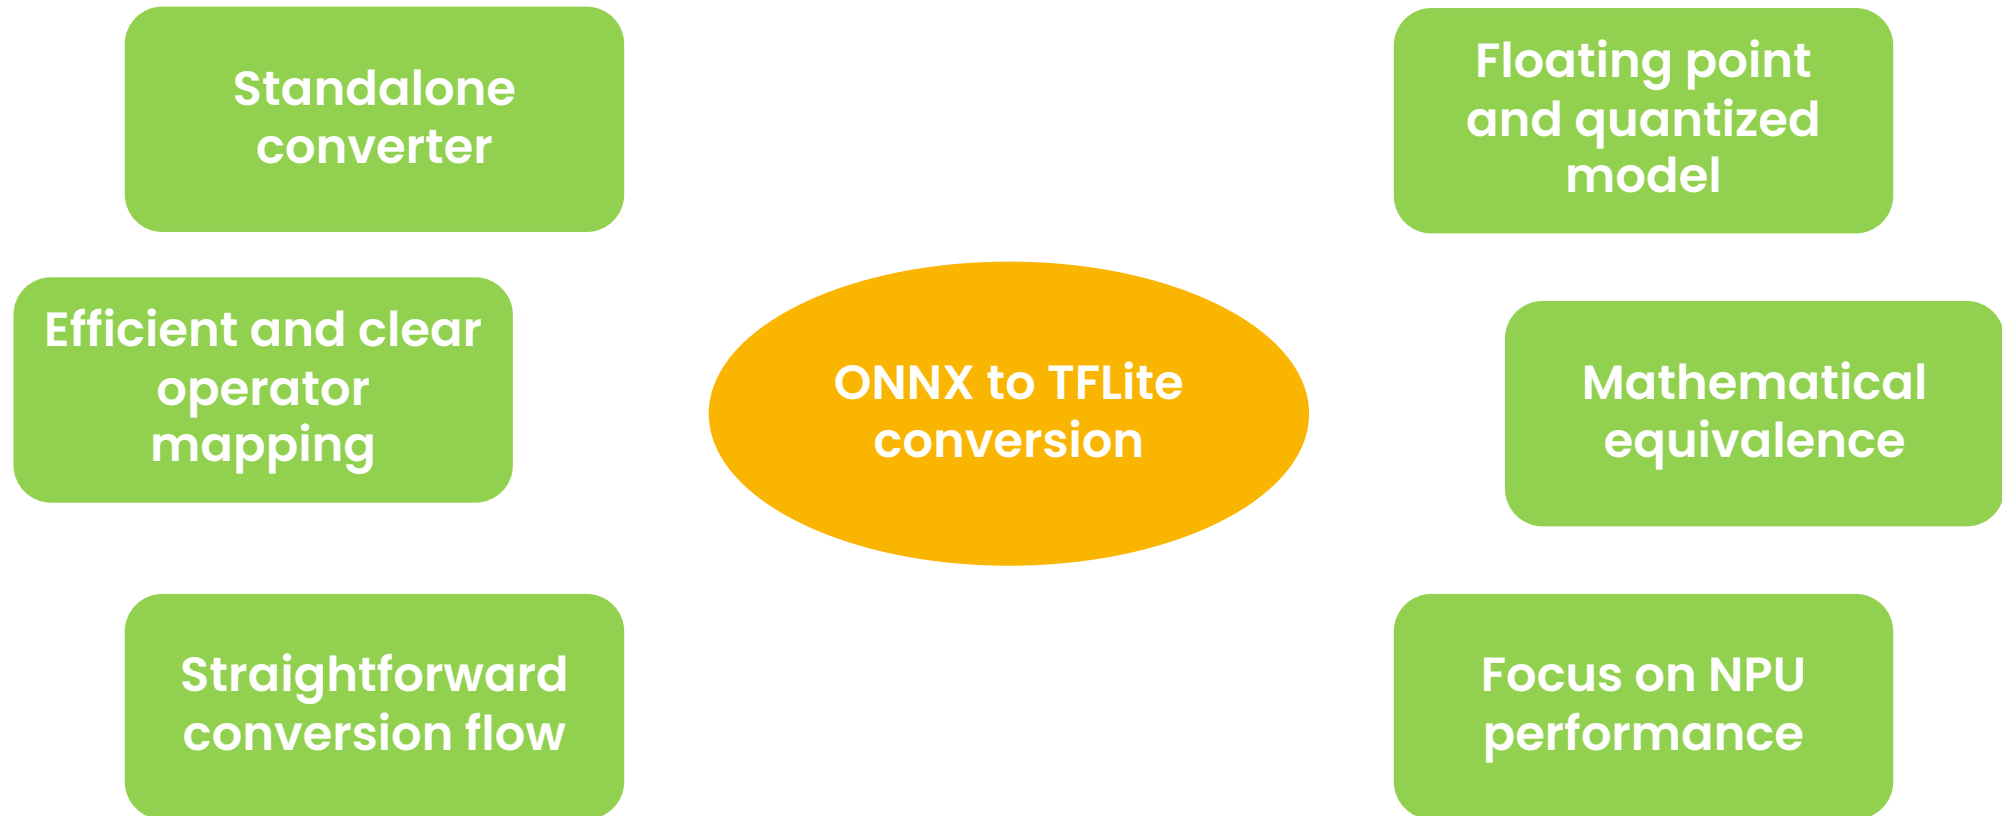 Standalone
converter
Floating point
and quantized
model
Efficient and clear
operator
mapping
ONNX to TFLite
conversion
Mathematical
equivalence
Straightforward
conversion flow
Focus on NPU
performance